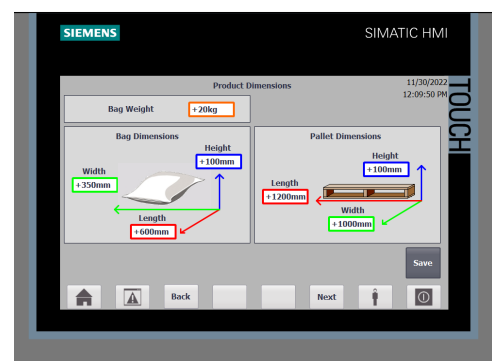 SIEMENS
SIMATIC HMI
TOUCH
Product Dimensions
11/30/2022
12:09:50 PM
Bag Weight
+20kg
Bag Dimensions
Height
+100mm
Width
+350mm
Length
+600mm
Pallet Dimensions
Height
+100mm
Length
+1200mm
Width
+1000mm
Save
Back
Next